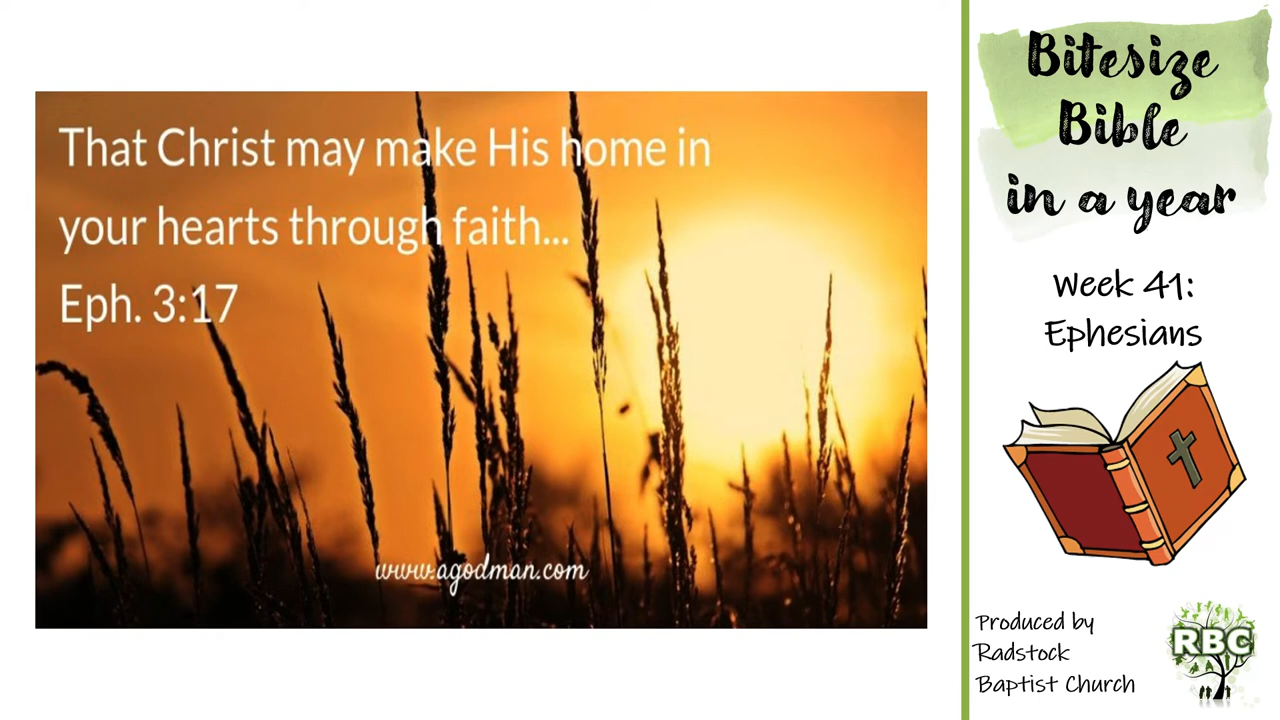 That Christ may make His home in
your hearts through faith...
Eph. 3:17
www.agodman.com
Bitesize
Bible
in a year
Week 41:
Ephesians
Produced by
Radstock
Baptist Church
RBC